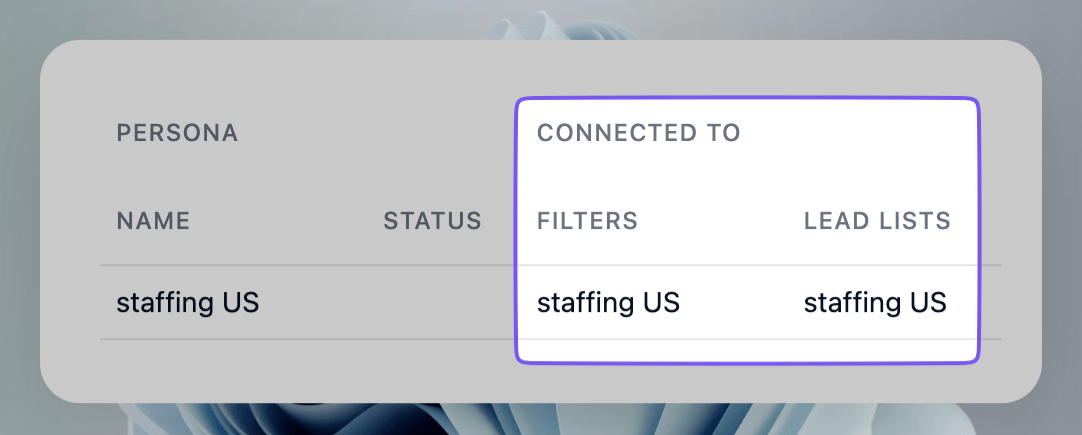 PERSONA CONNECTED TO
NAME STATUS FILTERS LEAD LISTS
staffing US staffing US staffing US